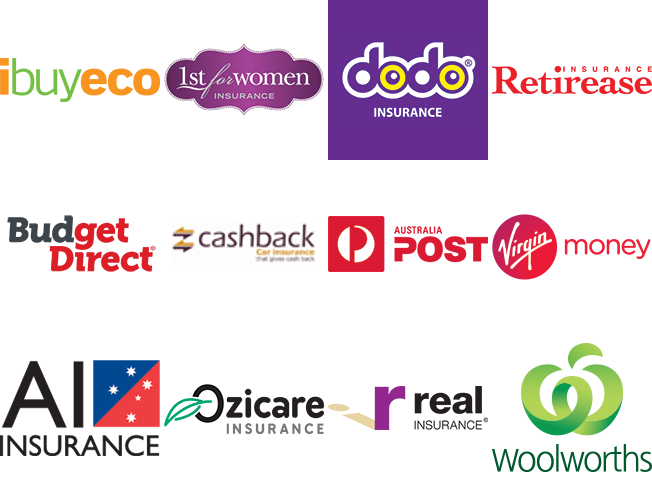 ibuyeco
1st for women
INSURANCE
dodo®
INSURANCE
INSURANCE
Retirease
Budget
Direct®
cashback
Car insurance
that gives cash back
AUSTRALIA
POST
Virgin money
AI
INSURANCE
Ozicare
INSURANCE
r real
INSURANCE®
Woolworths